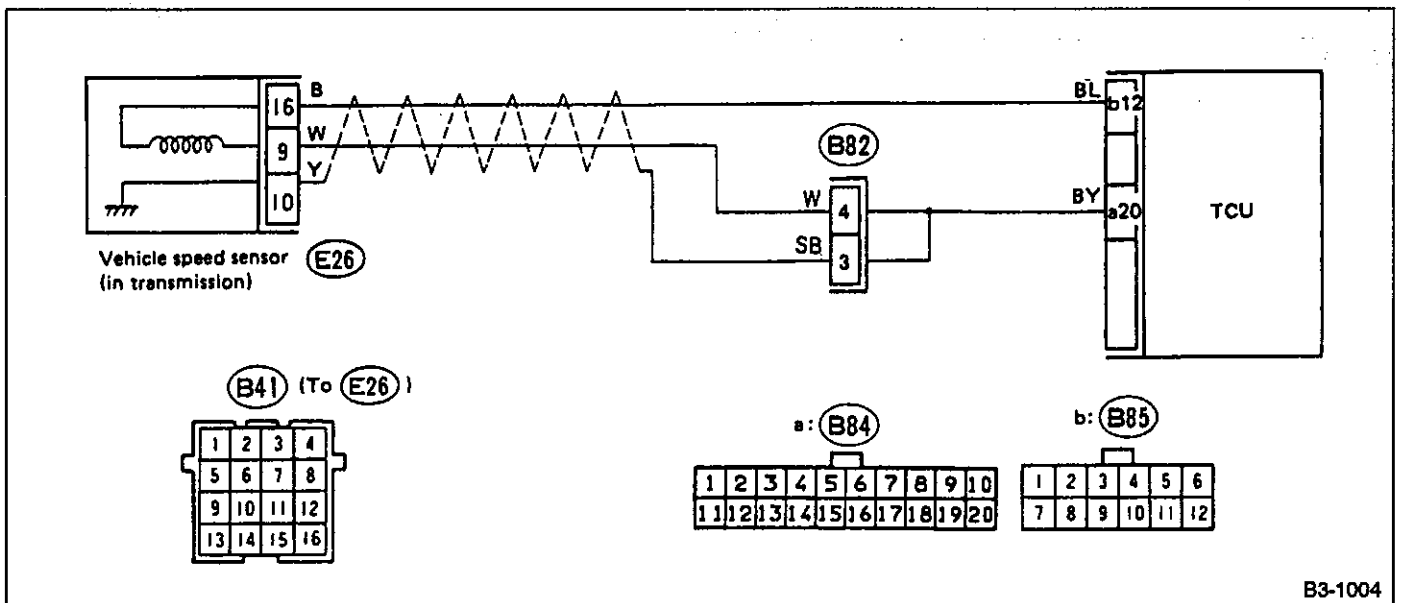 B
BL
16
b12
W
9
B82
Y
10
W
4
BY
a20
TCU
SB
3
Vehicle speed sensor
(in transmission)
E26
B41 (To E26)
1 2 3 4
5 6 7 8
9 10 11 12
13 14 15 16
a: B84
1 2 3 4 5 6 7 8 9 10
11 12 13 14 15 16 17 18 19 20
b: B85
1 2 3 4 5 6
7 8 9 10 11 12
B3-1004